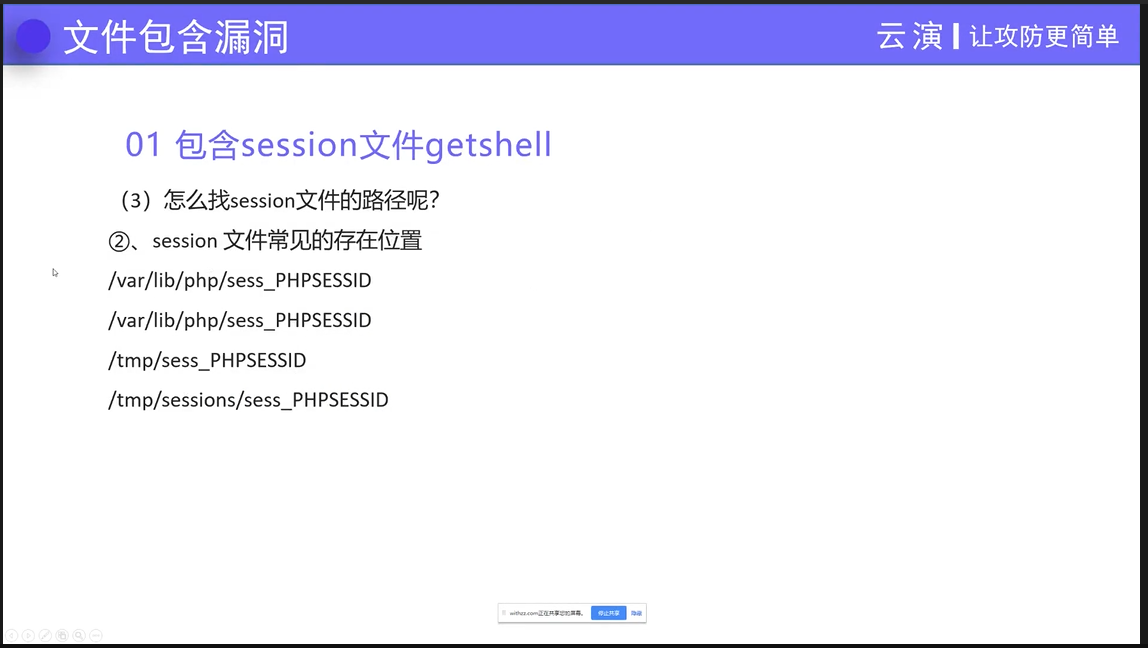 文件包含漏洞
云演 | 让攻防更简单
01 包含session文件getshell
（3）怎么找session文件的路径呢？
②、session 文件常见的存在位置
/var/lib/php/sess_PHPSESSID
/var/lib/php/sess_PHPSESSID
/tmp/sess_PHPSESSID
/tmp/sessions/sess_PHPSESSID
withzz.com正在共享您的屏幕。 停止共享 隐藏